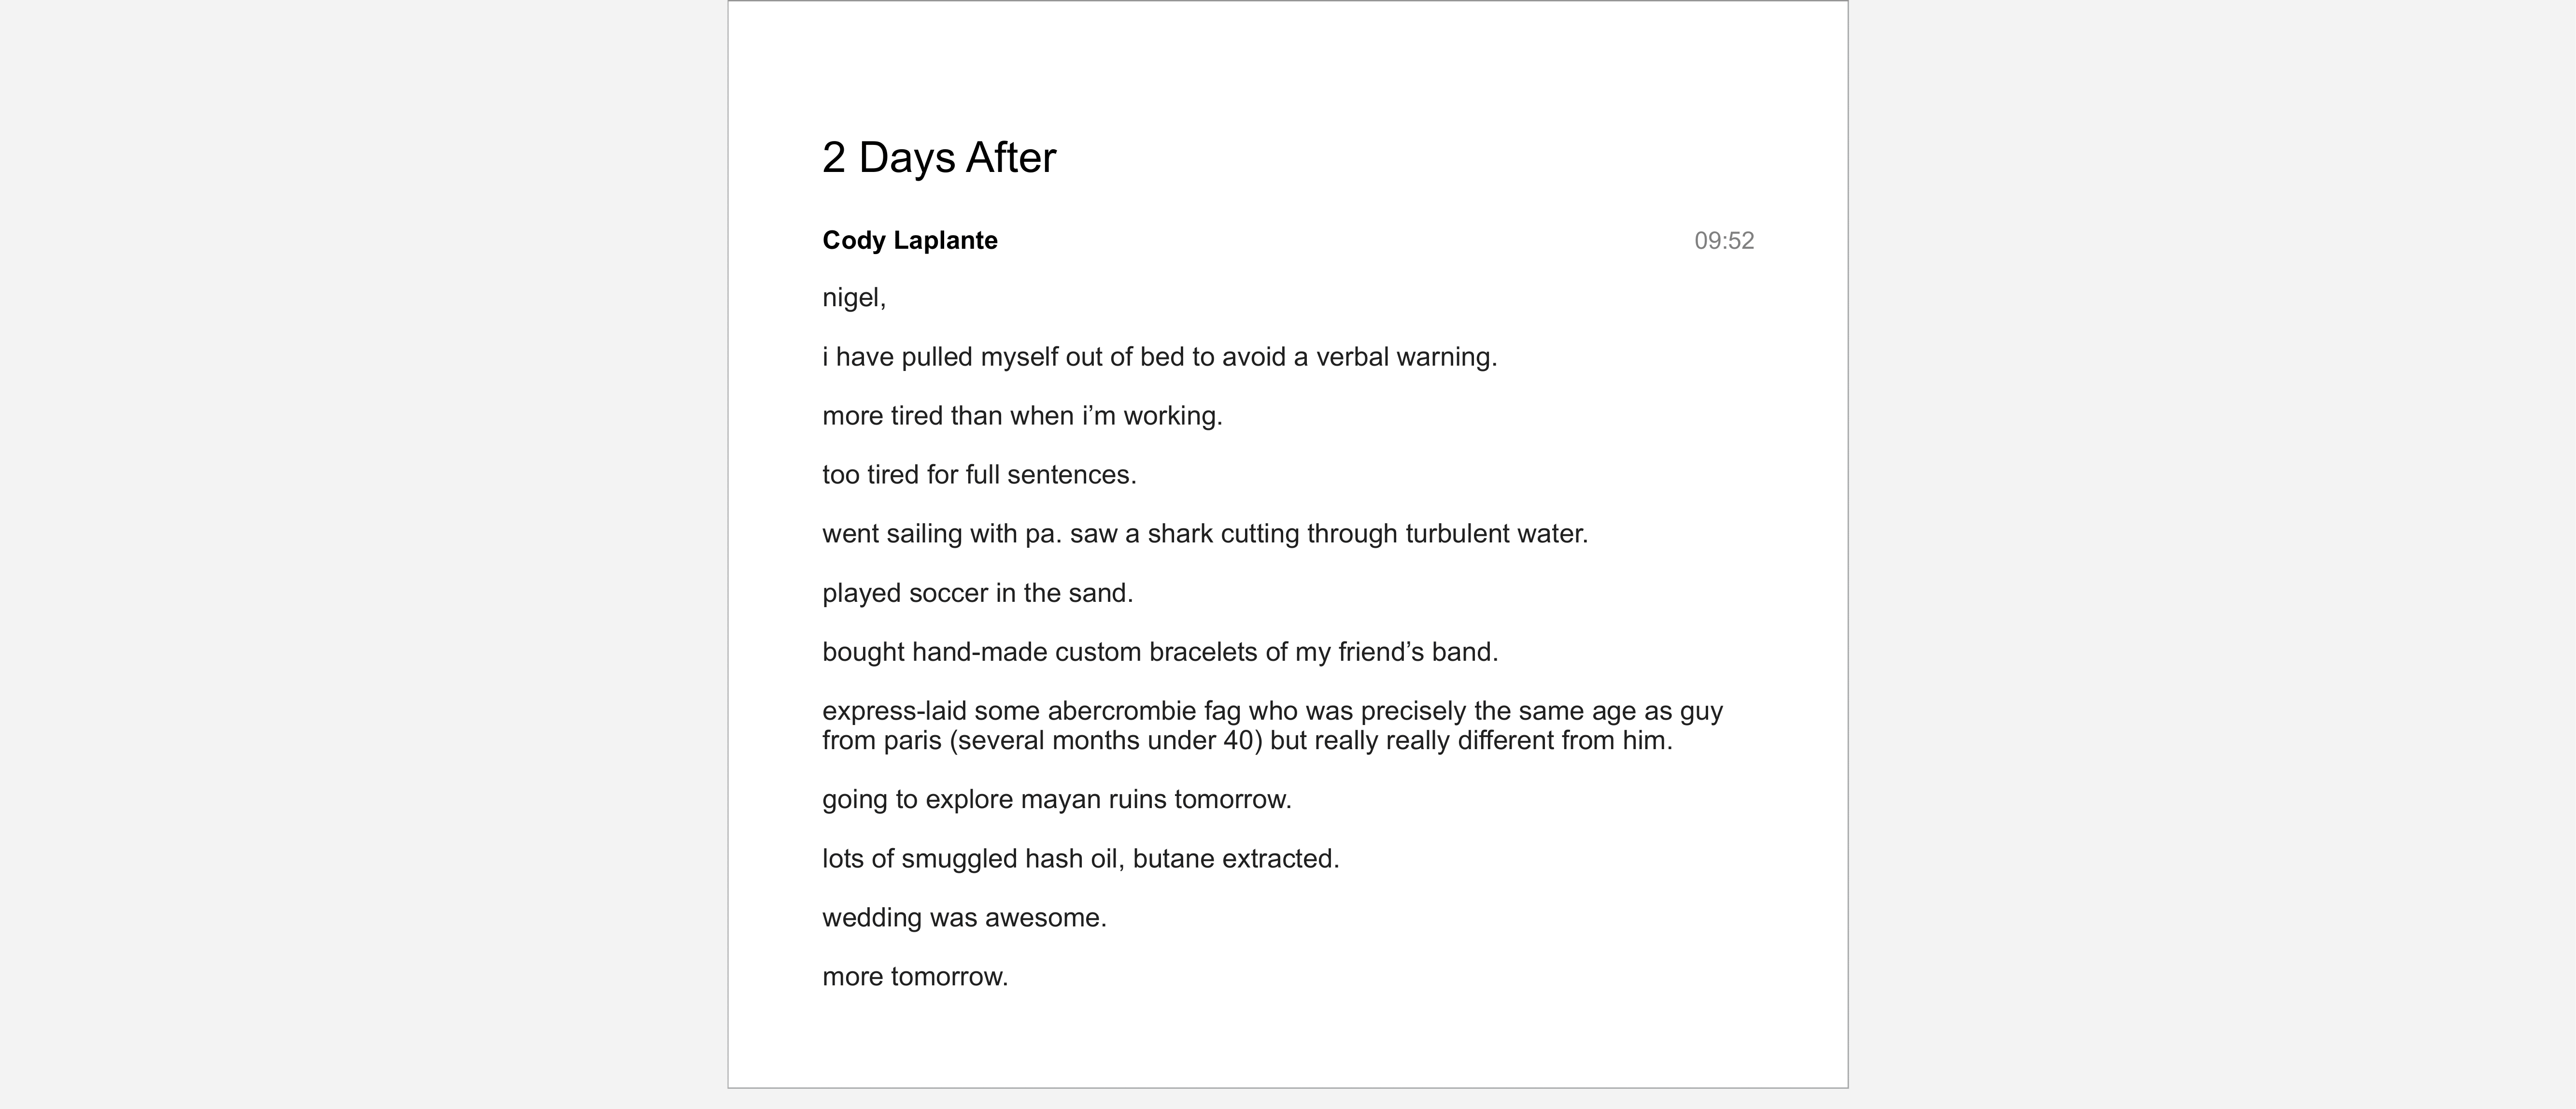 2 Days After
Cody Laplante 09:52
nigel,
i have pulled myself out of bed to avoid a verbal warning.
more tired than when i’m working.
too tired for full sentences.
went sailing with pa. saw a shark cutting through turbulent water.
played soccer in the sand.
bought hand-made custom bracelets of my friend’s band.
express-laid some abercrombie fag who was precisely the same age as guy
from paris (several months under 40) but really really different from him.
going to explore mayan ruins tomorrow.
lots of smuggled hash oil, butane extracted.
wedding was awesome.
more tomorrow.